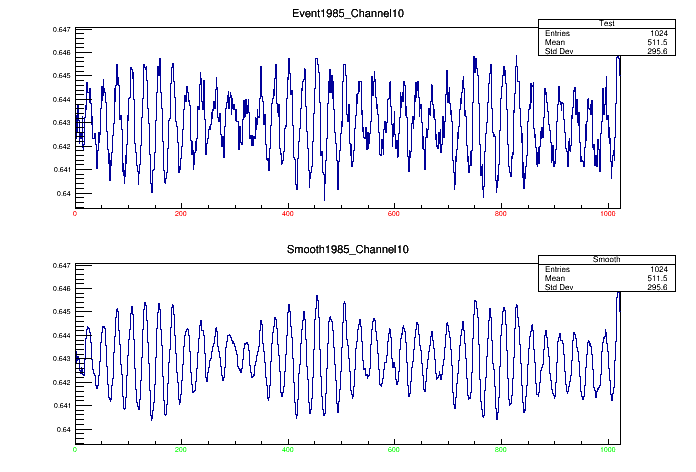 Event1985_Channel10
Test
Entries 1024
Mean 511.5
Std Dev 295.6
0.647
0.646
0.645
0.644
0.643
0.642
0.641
0.64
0 200 400 600 800 1000
Smooth1985_Channel10
Smooth
Entries 1024
Mean 511.5
Std Dev 295.6
0.647
0.646
0.645
0.644
0.643
0.642
0.641
0.64
0 200 400 600 800 1000